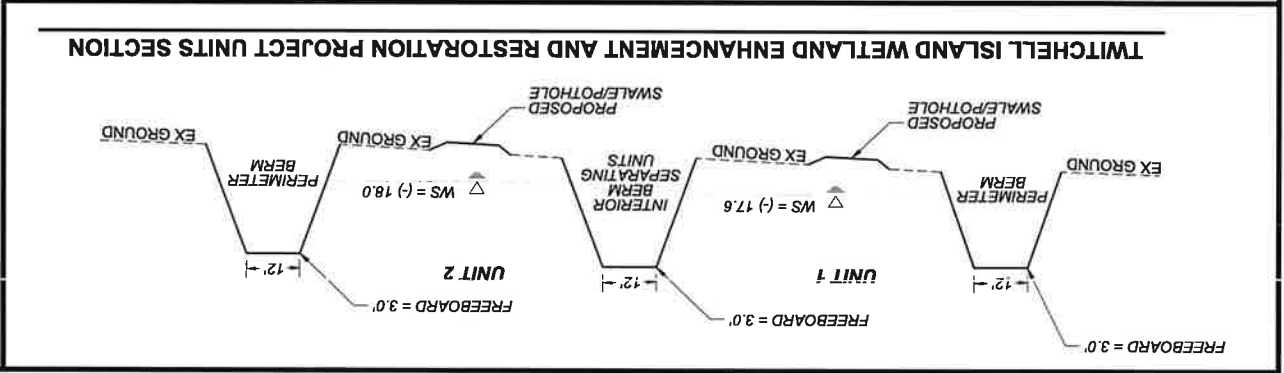 FREEBOARD = 3.0'
FREEBOARD = 3.0'
FREEBOARD = 3.0'
12'
UNIT 2
12'
UNIT 1
12'
PERIMETER
BERM
WS = (-) 18.0
INTERIOR
BERM
SEPARATING
UNITS
WS = (-) 17.6
PERIMETER
BERM
EX GROUND
EX GROUND
EX GROUND
EX GROUND
EX GROUND
PROPOSED
SWALE/POTHOLE
PROPOSED
SWALE/POTHOLE
TWITCHELL ISLAND WETLAND ENHANCEMENT AND RESTORATION PROJECT UNITS SECTION